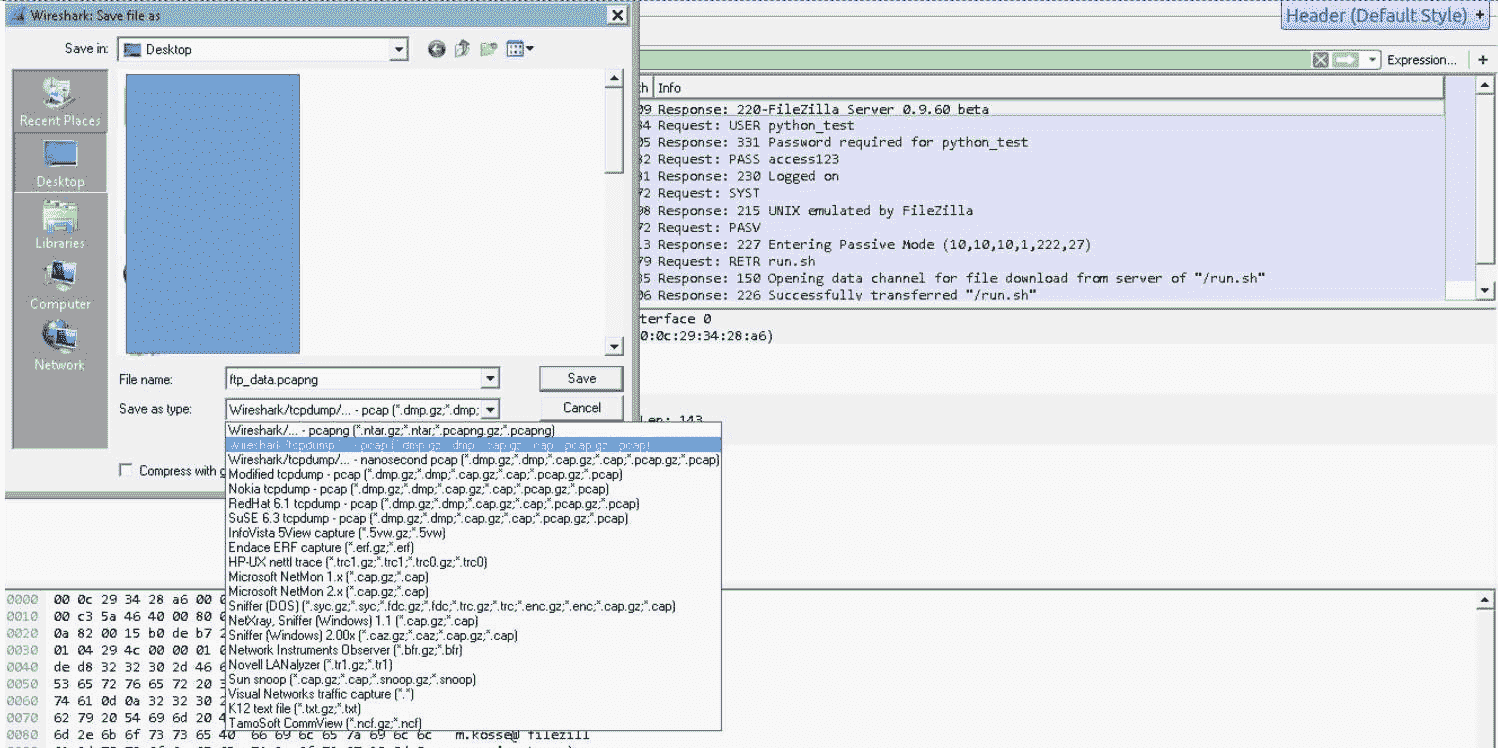 Wireshark: Save file as
Header (Default Style) +
Save in: Desktop
Expression... +
Recent Places
Desktop
Libraries
Computer
Network
Info
Response: 220-FileZilla Server 0.9.60 beta
Request: USER python_test
Response: 331 Password required for python_test
Request: PASS access123
Response: 230 Logged on
Request: SYST
Response: 215 UNIX emulated by FileZilla
Request: PASV
Response: 227 Entering Passive Mode (10,10,10,1,222,27)
Request: RETR run.sh
Response: 150 Opening data channel for file download from server of "/run.sh"
Response: 226 Successfully transferred "/run.sh"
terface 0
0:0c:29:34:28:a6)
Len: 143
File name: ftp_data.pcapng Save
Save as type: Wireshark/tcpdump/... - pcap (*.dmp.gz;*.dmp; Cancel
Compress with g
Wireshark/... - pcapng (*.ntar.gz;*.ntar;*.pcapng.gz;*.pcapng)
Wireshark/tcpdump/... - pcap (*.dmp.gz;*.dmp;*.cap.gz;*.cap;*.pcap.gz;*.pcap)
Wireshark/tcpdump/... - nanosecond pcap (*.dmp.gz;*.dmp;*.cap.gz;*.cap;*.pcap.gz;*.pcap)
Modified tcpdump - pcap (*.dmp.gz;*.dmp;*.cap.gz;*.cap;*.pcap.gz;*.pcap)
Nokia tcpdump - pcap (*.dmp.gz;*.dmp;*.cap.gz;*.cap;*.pcap.gz;*.pcap)
RedHat 6.1 tcpdump - pcap (*.dmp.gz;*.dmp;*.cap.gz;*.cap;*.pcap.gz;*.pcap)
SuSE 6.3 tcpdump - pcap (*.dmp.gz;*.dmp;*.cap.gz;*.cap;*.pcap.gz;*.pcap)
InfoVista 5View capture (*.5vw.gz;*.5vw)
Endace ERF capture (*.erf.gz;*.erf)
HP-UX nettl trace (*.trc1.gz;*.trc1;*.trc0.gz;*.trc0)
Microsoft NetMon 1.x (*.cap.gz;*.cap)
Microsoft NetMon 2.x (*.cap.gz;*.cap)
Sniffer (DOS) (*.syc.gz;*.syc;*.fdc.gz;*.fdc;*.trc.gz;*.trc;*.enc.gz;*.enc;*.cap.gz;*.cap)
NetXray, Sniffer (Windows) 1.1 (*.cap.gz;*.cap)
Sniffer (Windows) 2.00x (*.caz.gz;*.caz;*.cap.gz;*.cap)
Network Instruments Observer (*.bfr.gz;*.bfr)
Novell LANalyzer (*.tr1.gz;*.tr1)
Sun snoop (*.cap.gz;*.cap;*.snoop.gz;*.snoop)
Visual Networks traffic capture (*.*)
K12 text file (*.txt.gz;*.txt)
TamoSoft CommView (*.ncf.gz;*.ncf)
0000 00 0c 29 34 28 a6 00
0010 00 c3 5a 46 40 00 80
0020 0a 82 00 15 b0 de b7
0030 01 04 29 4c 00 00 01
0040 de d8 32 32 30 2d 46
0050 53 65 72 76 65 72 20
0060 74 61 0d 0a 32 32 30
0070 62 79 20 54 69 6d 20
0080 6d 2e 6b 6f 73 73 65 40 66 69 6c 65 7a 69 6c 6c m.kosse@ filezill